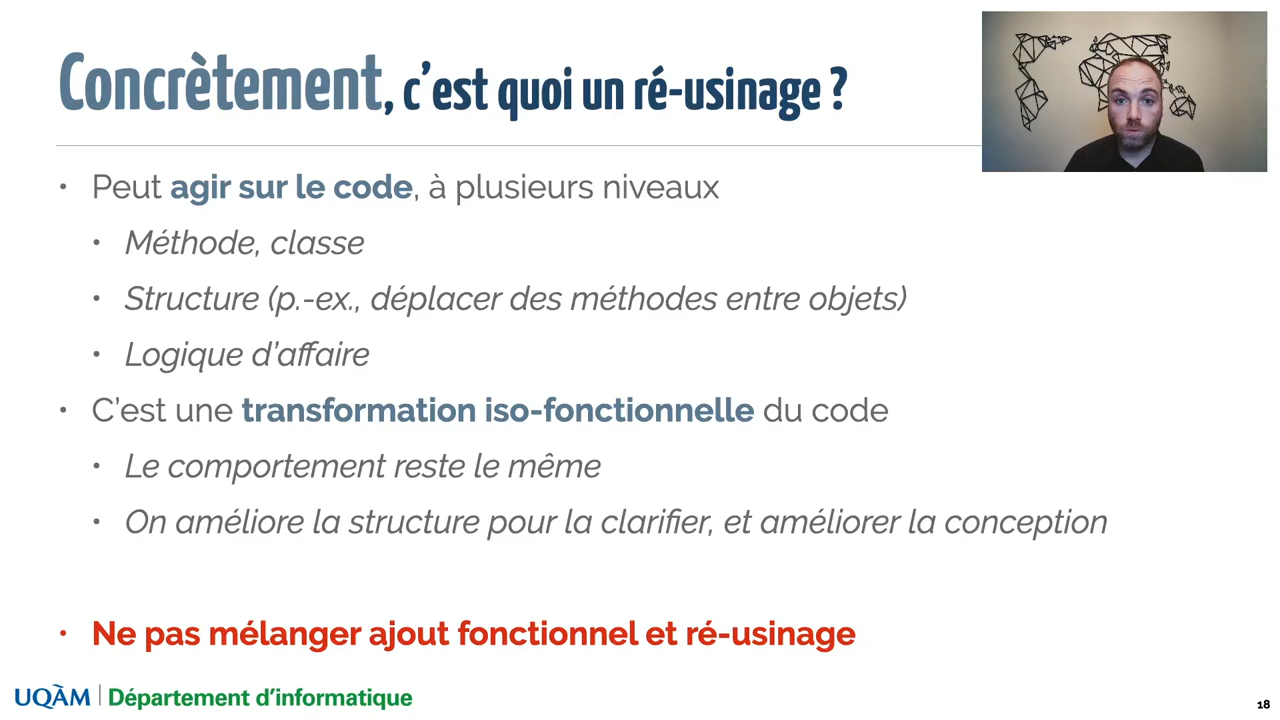 Concrètement, c’est quoi un ré-usinage ?
• Peut agir sur le code, à plusieurs niveaux
• Méthode, classe
• Structure (p.-ex., déplacer des méthodes entre objets)
• Logique d’affaire
• C’est une transformation iso-fonctionnelle du code
• Le comportement reste le même
• On améliore la structure pour la clarifier, et améliorer la conception
• Ne pas mélanger ajout fonctionnel et ré-usinage
UQÀM | Département d’informatique
18